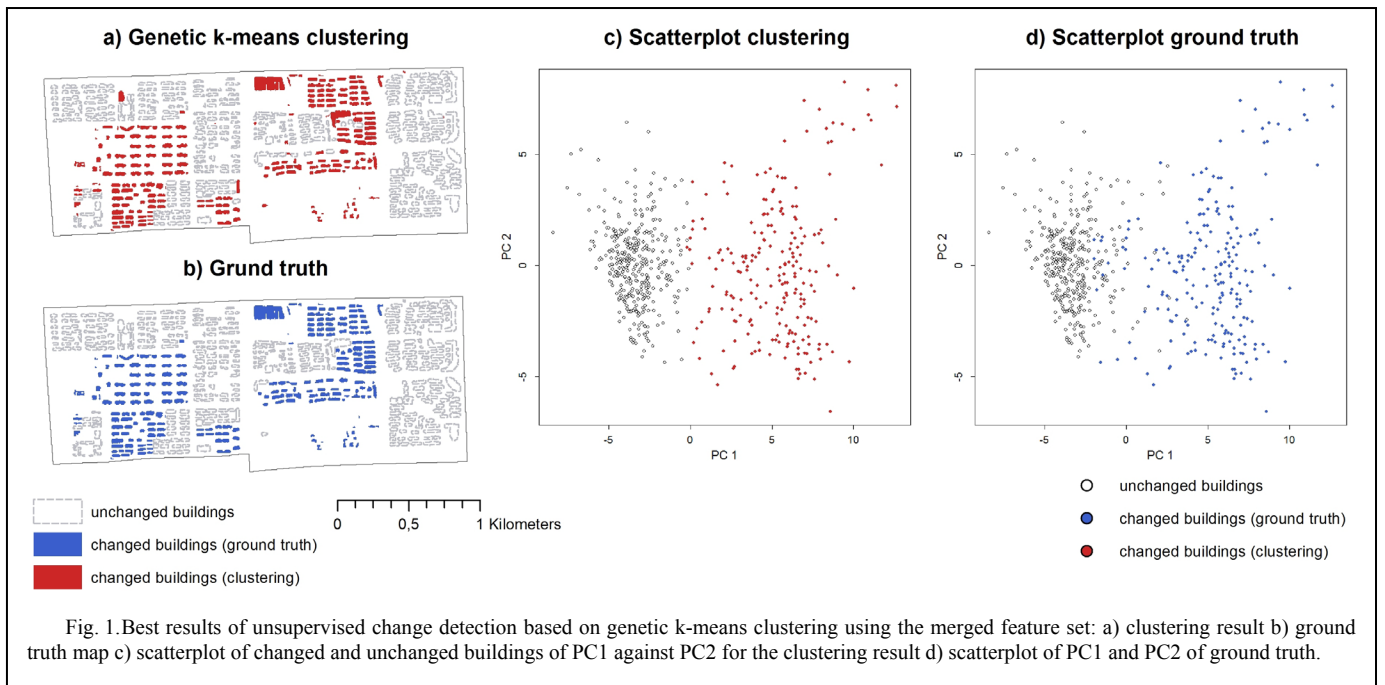 a) Genetic k-means clustering
b) Grund truth
unchanged buildings
changed buildings (ground truth)
changed buildings (clustering)
0 0,5 1 Kilometers
c) Scatterplot clustering
PC 2
5
0
-5
-5 0 5 10
PC 1
d) Scatterplot ground truth
PC 2
5
0
-5
-5 0 5 10
PC 1
unchanged buildings
changed buildings (ground truth)
changed buildings (clustering)
Fig. 1.Best results of unsupervised change detection based on genetic k-means clustering using the merged feature set: a) clustering result b) ground
truth map c) scatterplot of changed and unchanged buildings of PC1 against PC2 for the clustering result d) scatterplot of PC1 and PC2 of ground truth.